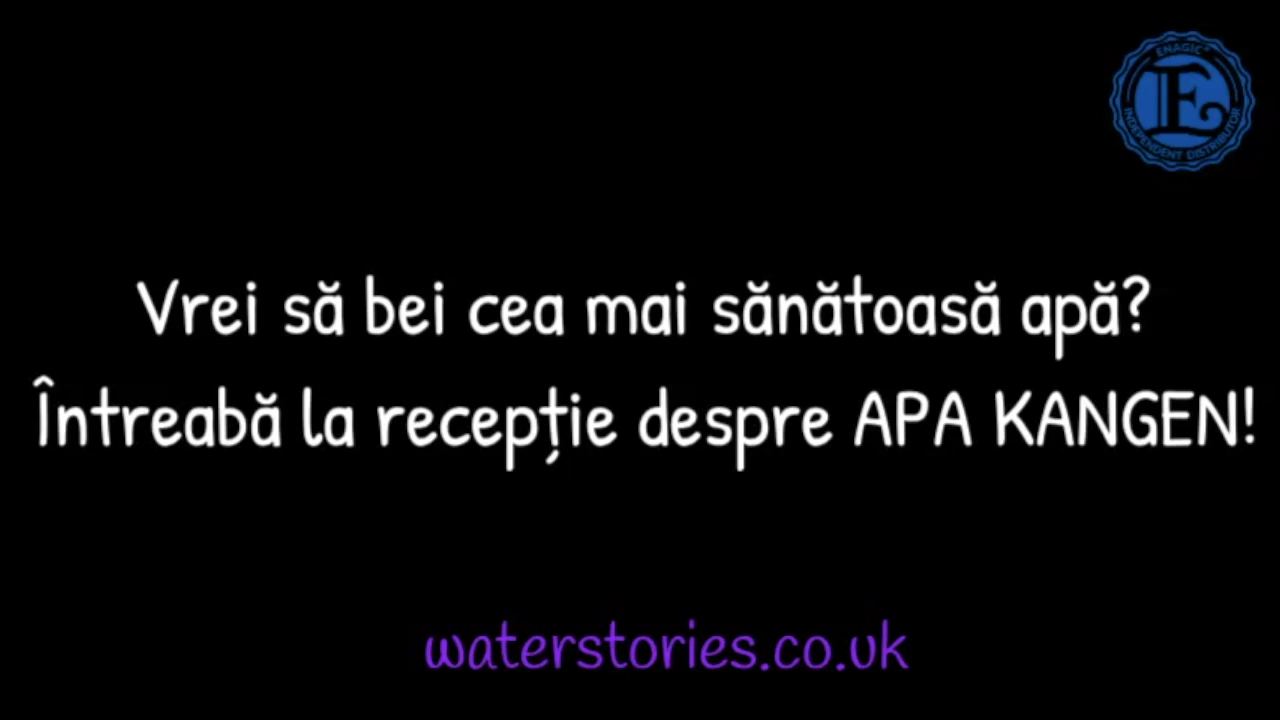 ENAGIC®
E
INDEPENDENT DISTRIBUTOR
Vrei să bei cea mai sănătoasă apă?
Întreabă la recepție despre APA KANGEN!
waterstories.co.uk